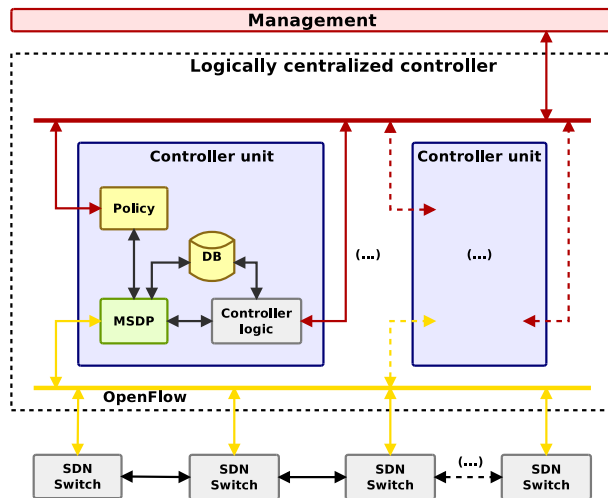 Management
Logically centralized controller
Controller unit
Controller unit
Policy
DB
(...)
(...)
MSDP
Controller
logic
OpenFlow
SDN
Switch
SDN
Switch
SDN
Switch
(...)
SDN
Switch